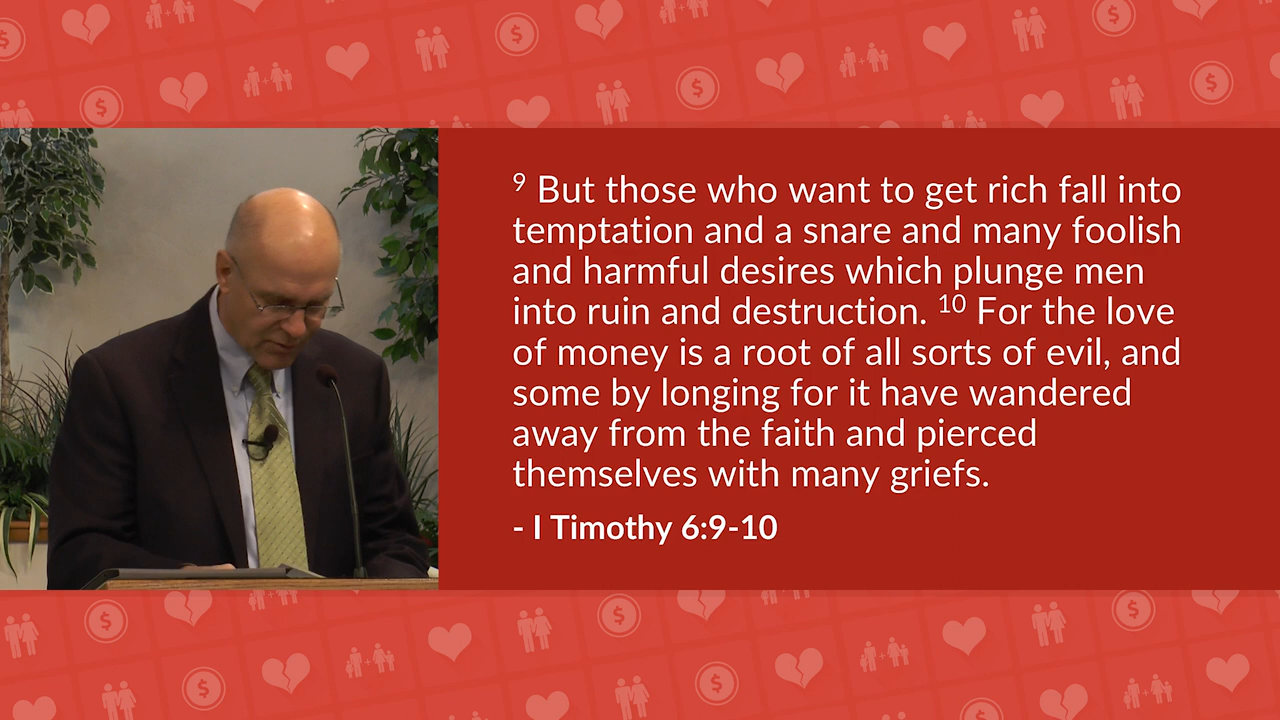 ⁹ But those who want to get rich fall into
temptation and a snare and many foolish
and harmful desires which plunge men
into ruin and destruction. ¹⁰ For the love
of money is a root of all sorts of evil, and
some by longing for it have wandered
away from the faith and pierced
themselves with many griefs.
- I Timothy 6:9-10